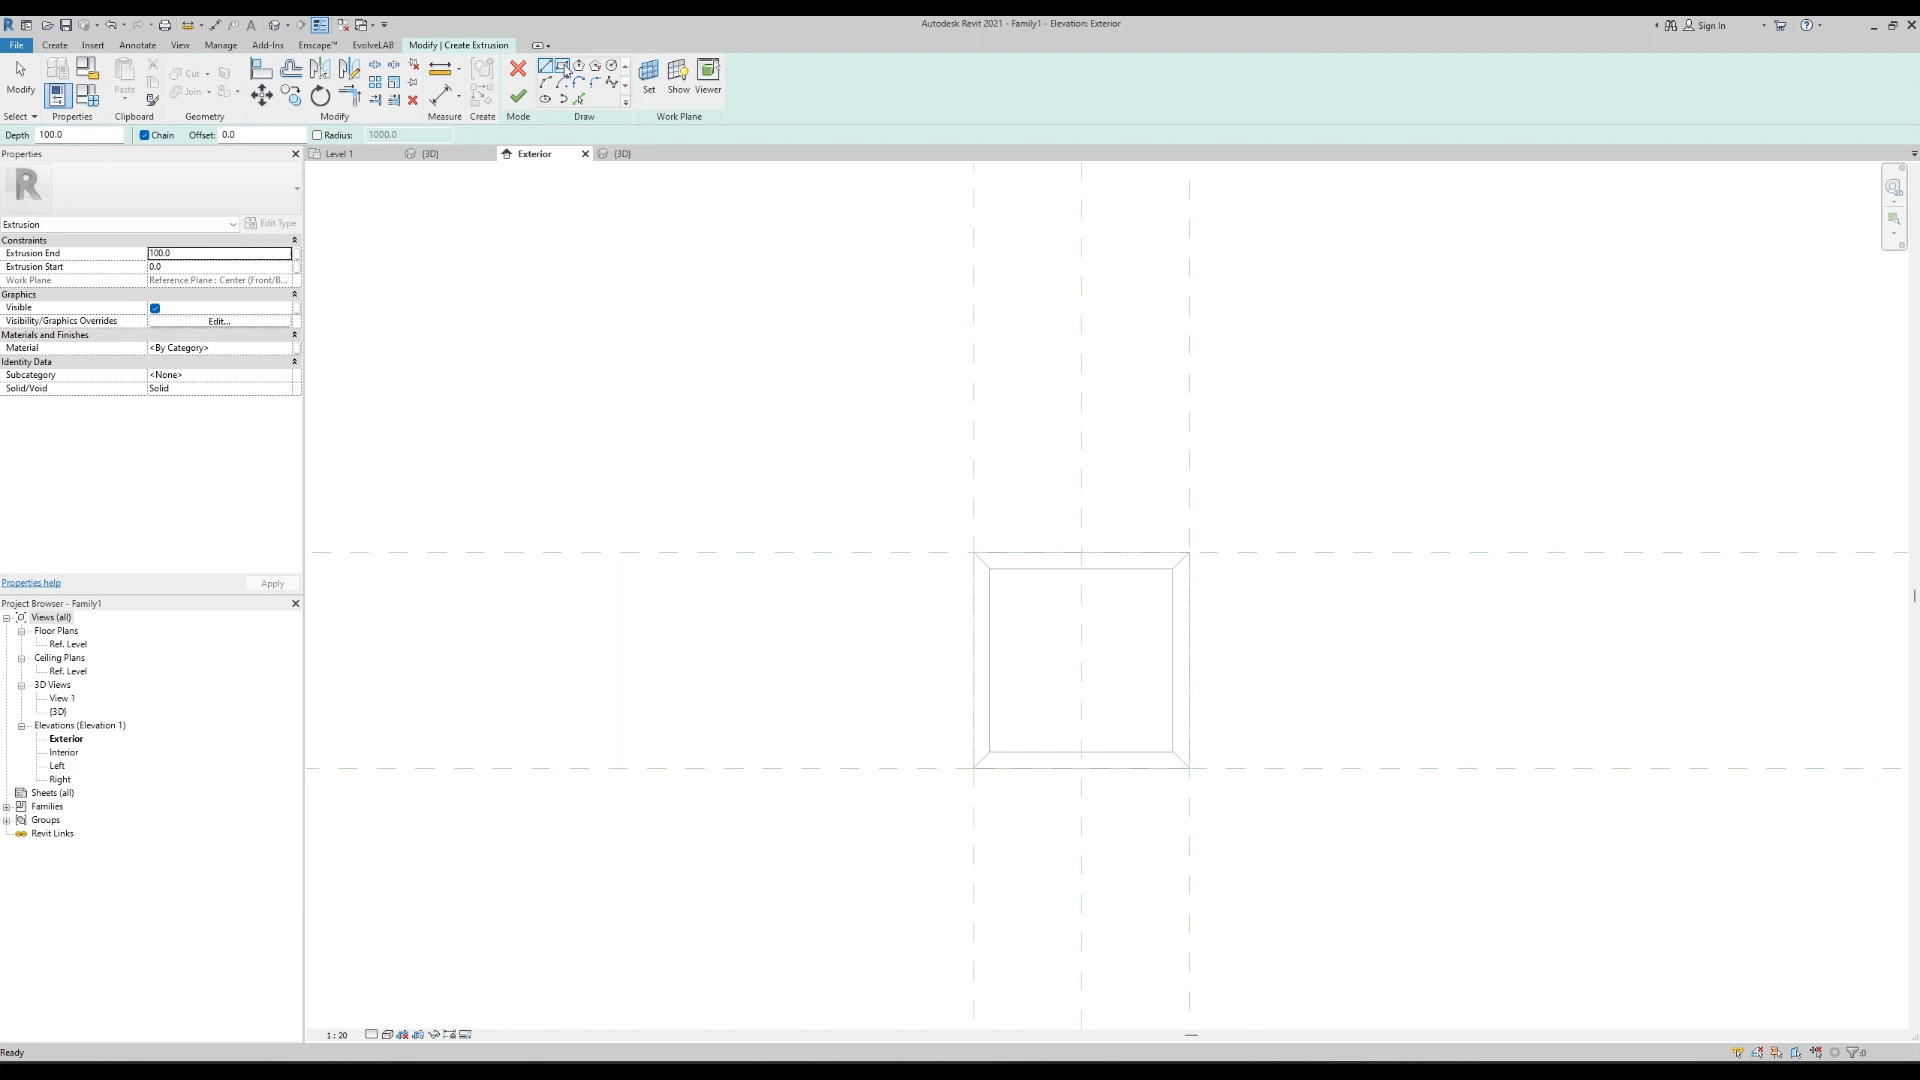 Autodesk Revit 2021 - Family1 - Elevation: Exterior
Sign In
File Create Insert Annotate View Manage Add-Ins Enscape™ EvolveLAB Modify | Create Extrusion
Modify
Paste
Cut
Join
Set Show Viewer
Select Properties Clipboard Geometry Modify Measure Create Mode Draw Work Plane
Depth 100.0 Chain Offset: 0.0 Radius: 1000.0
Properties
Level 1 {3D} Exterior {3D}
R
Extrusion Edit Type
Constraints
Extrusion End 100.0
Extrusion Start 0.0
Work Plane Reference Plane : Center (Front/B...
Graphics
Visible
Visibility/Graphics Overrides Edit...
Materials and Finishes
Material <By Category>
Identity Data
Subcategory <None>
Solid/Void Solid
Properties help Apply
Project Browser - Family1
Views (all)
Floor Plans
Ref. Level
Ceiling Plans
Ref. Level
3D Views
View 1
{3D}
Elevations (Elevation 1)
Exterior
Interior
Left
Right
Sheets (all)
Families
Groups
Revit Links
1 : 20
Ready
:0